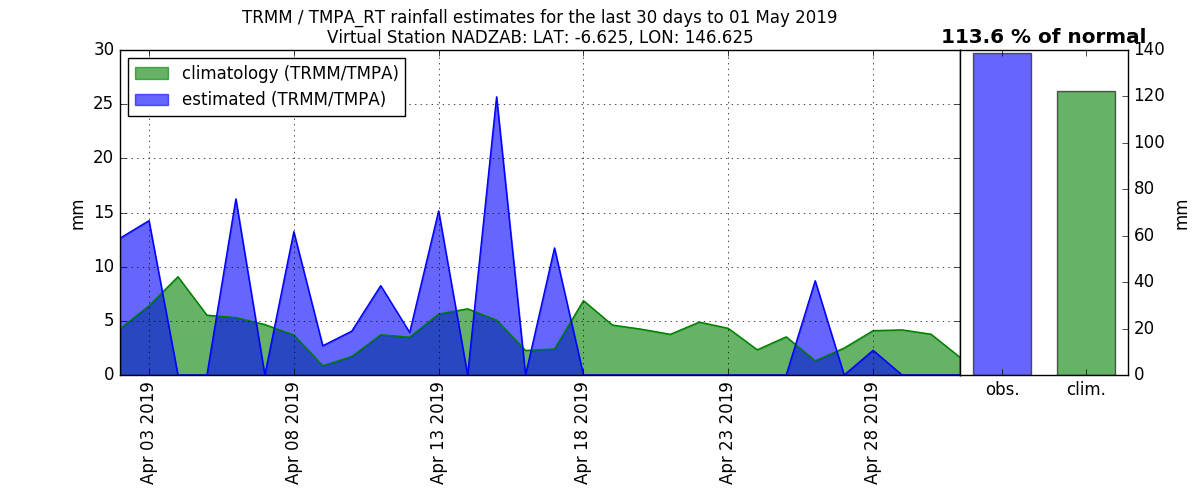 TRMM / TMPA_RT rainfall estimates for the last 30 days to 01 May 2019
Virtual Station NADZAB: LAT: -6.625, LON: 146.625
113.6 % of normal
climatology (TRMM/TMPA)
estimated (TRMM/TMPA)
30
25
20
15
10
5
0
mm
Apr 03 2019
Apr 08 2019
Apr 13 2019
Apr 18 2019
Apr 23 2019
Apr 28 2019
140
120
100
80
60
40
20
0
mm
obs.
clim.